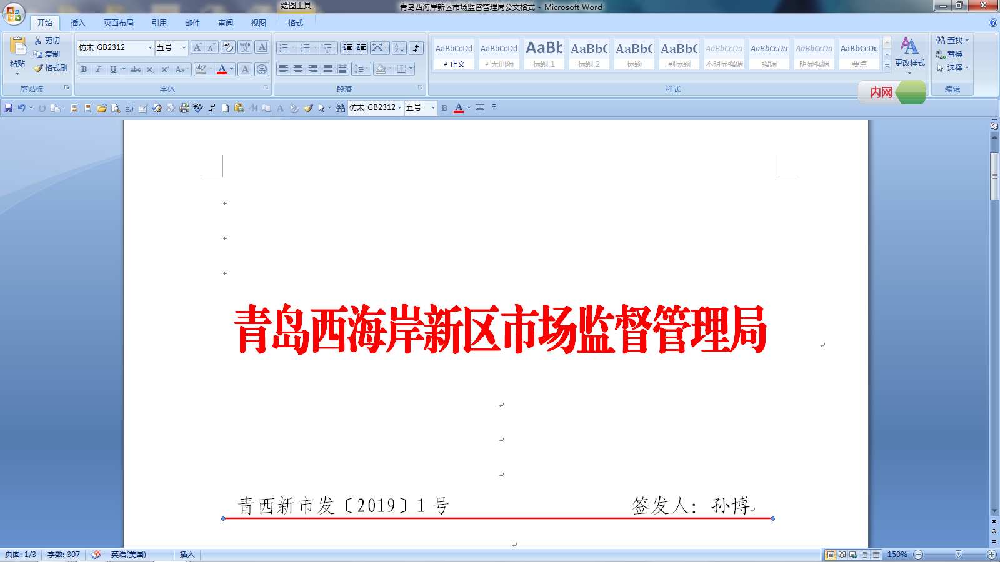 绘图工具
青岛西海岸新区市场监督管理局公文格式 - Microsoft Word
开始 插入 页面布局 引用 邮件 审阅 视图 格式
粘贴
剪切
复制
格式刷
剪贴板
仿宋_GB2312 五号
字体
段落
AaBbCcDd AaBbCcDd AaBb AaBbC AaBbC AaBbC AaBbCcDd AaBbCcDd AaBbCcDd AaBbCcDd
正文 无间隔 标题 1 标题 2 标题 副标题 不明显强调 强调 明显强调 要点
更改样式
样式
查找
替换
选择
编辑
内网
仿宋_GB2312 五号
青岛西海岸新区市场监督管理局
青西新市发〔2019〕1 号 签发人：孙博
页面: 1/3 字数: 307 英语(美国) 插入 150%